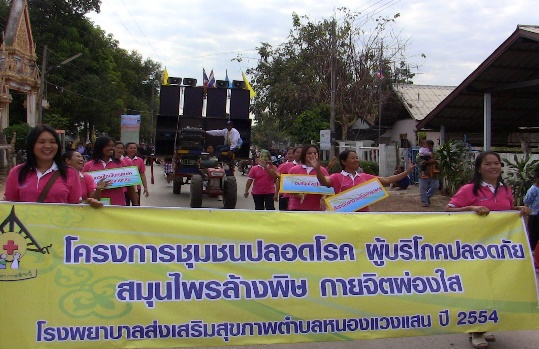 โครงการชุมชนปลอดโรค ผู้บริโภคปลอดภัย
สมุนไพรล้างพิษ กายจิตผ่องใส
โรงพยาบาลส่งเสริมสุขภาพตำบลหนองแวงแสน ปี 2554